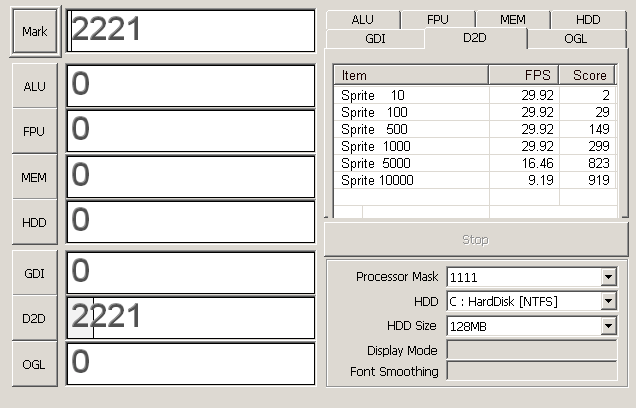 Mark 2221
ALU 0
FPU 0
MEM 0
HDD 0
GDI 0
D2D 2221
OGL 0
ALU FPU MEM HDD
GDI D2D OGL
Item FPS Score
Sprite 10 29.92 2
Sprite 100 29.92 29
Sprite 500 29.92 149
Sprite 1000 29.92 299
Sprite 5000 16.46 823
Sprite 10000 9.19 919
Stop
Processor Mask 1111
HDD C : HardDisk [NTFS]
HDD Size 128MB
Display Mode
Font Smoothing